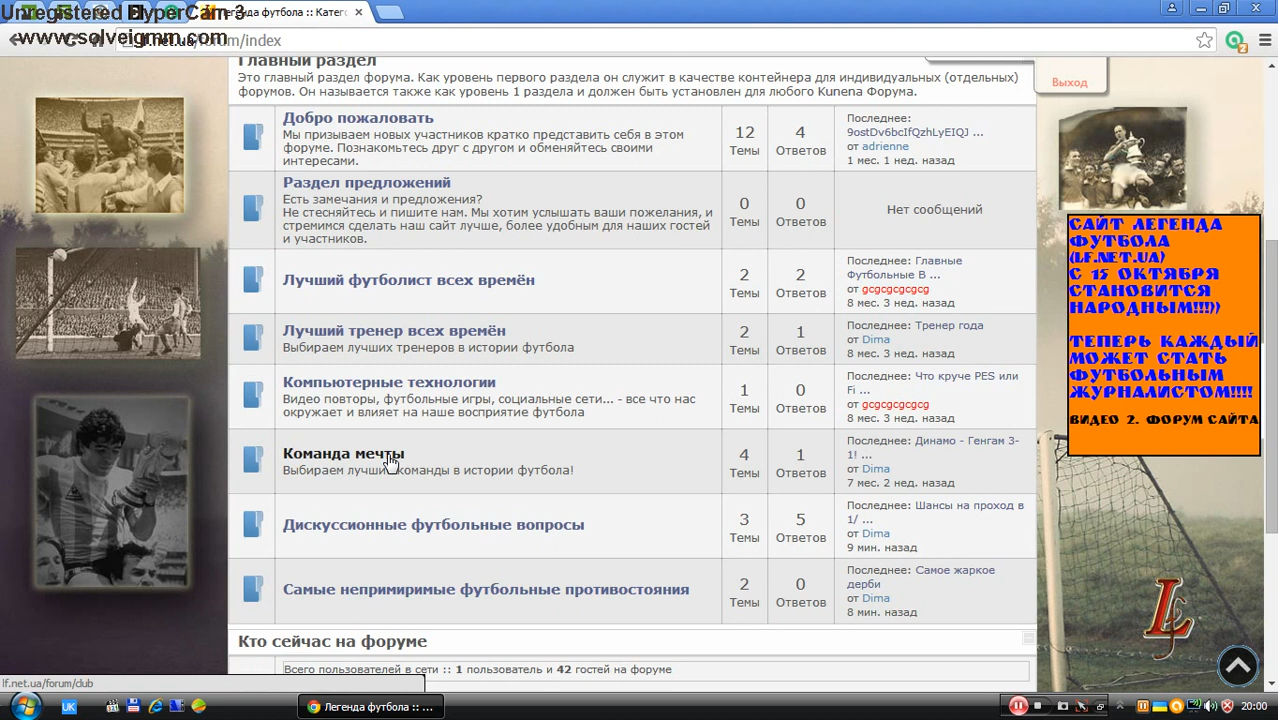 Unregistered HyperCam 3
www.solveigmm.com
Легенда футбола :: Катег
lf.net.ua/forum/index
Главный раздел
Это главный раздел форума. Как уровень первого раздела он служит в качестве контейнера для индивидуальных (отдельных)
форумов. Он называется также как уровень 1 раздела и должен быть установлен для любого Kunena Форума.
Выход
Добро пожаловать
Мы призываем новых участников кратко представить себя в этом
форуме. Познакомьтесь друг с другом и обменяйтесь своими
интересами.
12
Темы
4
Ответов
Последнее:
9ostDv6bcIfQzhLyEIQJ ...
от adrienne
1 мес. 1 нед. назад
Раздел предложений
Есть замечания и предложения?
Не стесняйтесь и пишите нам. Мы хотим услышать ваши пожелания, и
стремимся сделать наш сайт лучше, более удобным для наших гостей
и участников.
0
Темы
0
Ответов
Нет сообщений
Лучший футболист всех времён
2
Темы
2
Ответов
Последнее: Главные
Футбольные В ...
от gcgcgcgcgcg
8 мес. 3 нед. назад
Лучший тренер всех времён
Выбираем лучших тренеров в истории футбола
2
Темы
1
Ответов
Последнее: Тренер года
от Dima
8 мес. 3 нед. назад
Компьютерные технологии
Видео повторы, футбольные игры, социальные сети... - все что нас
окружает и влияет на наше восприятие футбола
1
Темы
0
Ответов
Последнее: Что круче PES или
Fi ...
от gcgcgcgcgcg
8 мес. 3 нед. назад
Команда мечты
Выбираем лучшие команды в истории футбола!
4
Темы
1
Ответов
Последнее: Динамо - Генгам 3-
1! ...
от Dima
7 мес. 2 нед. назад
Дискуссионные футбольные вопросы
3
Темы
5
Ответов
Последнее: Шансы на проход в
1/ ...
от Dima
9 мин. назад
Самые непримиримые футбольные противостояния
2
Темы
0
Ответов
Последнее: Самое жаркое
дерби
от Dima
8 мин. назад
Кто сейчас на форуме
Всего пользователей в сети :: 1 пользователь и 42 гостей на форуме
САЙТ ЛЕГЕНДА
ФУТБОЛА
(LF.NET.UA)
С 15 ОКТЯБРЯ
СТАНОВИТСЯ
НАРОДНЫМ!!!))
ТЕПЕРЬ КАЖДЫЙ
МОЖЕТ СТАТЬ
ФУТБОЛЬНЫМ
ЖУРНАЛИСТОМ!!!!
ВИДЕО 2. ФОРУМ САЙТА
lf.net.ua/forum/club
UK
Легенда футбола :: ...
20:00